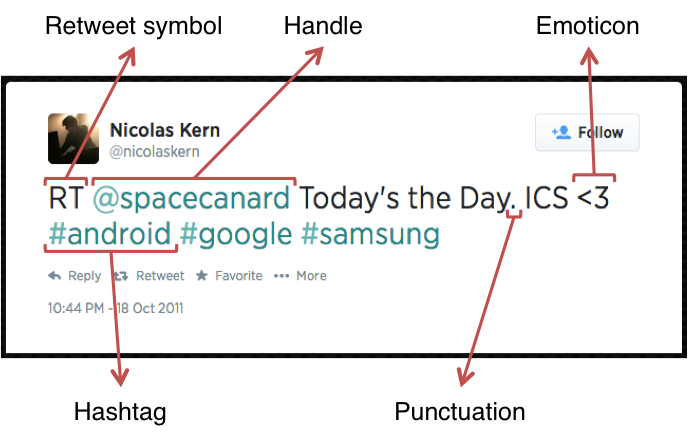 Retweet symbol Handle Emoticon
Nicolas Kern
@nicolaskern
Follow
RT @spacecanard Today's the Day. ICS <3
#android #google #samsung
Reply Retweet Favorite More
10:44 PM - 18 Oct 2011
Hashtag Punctuation